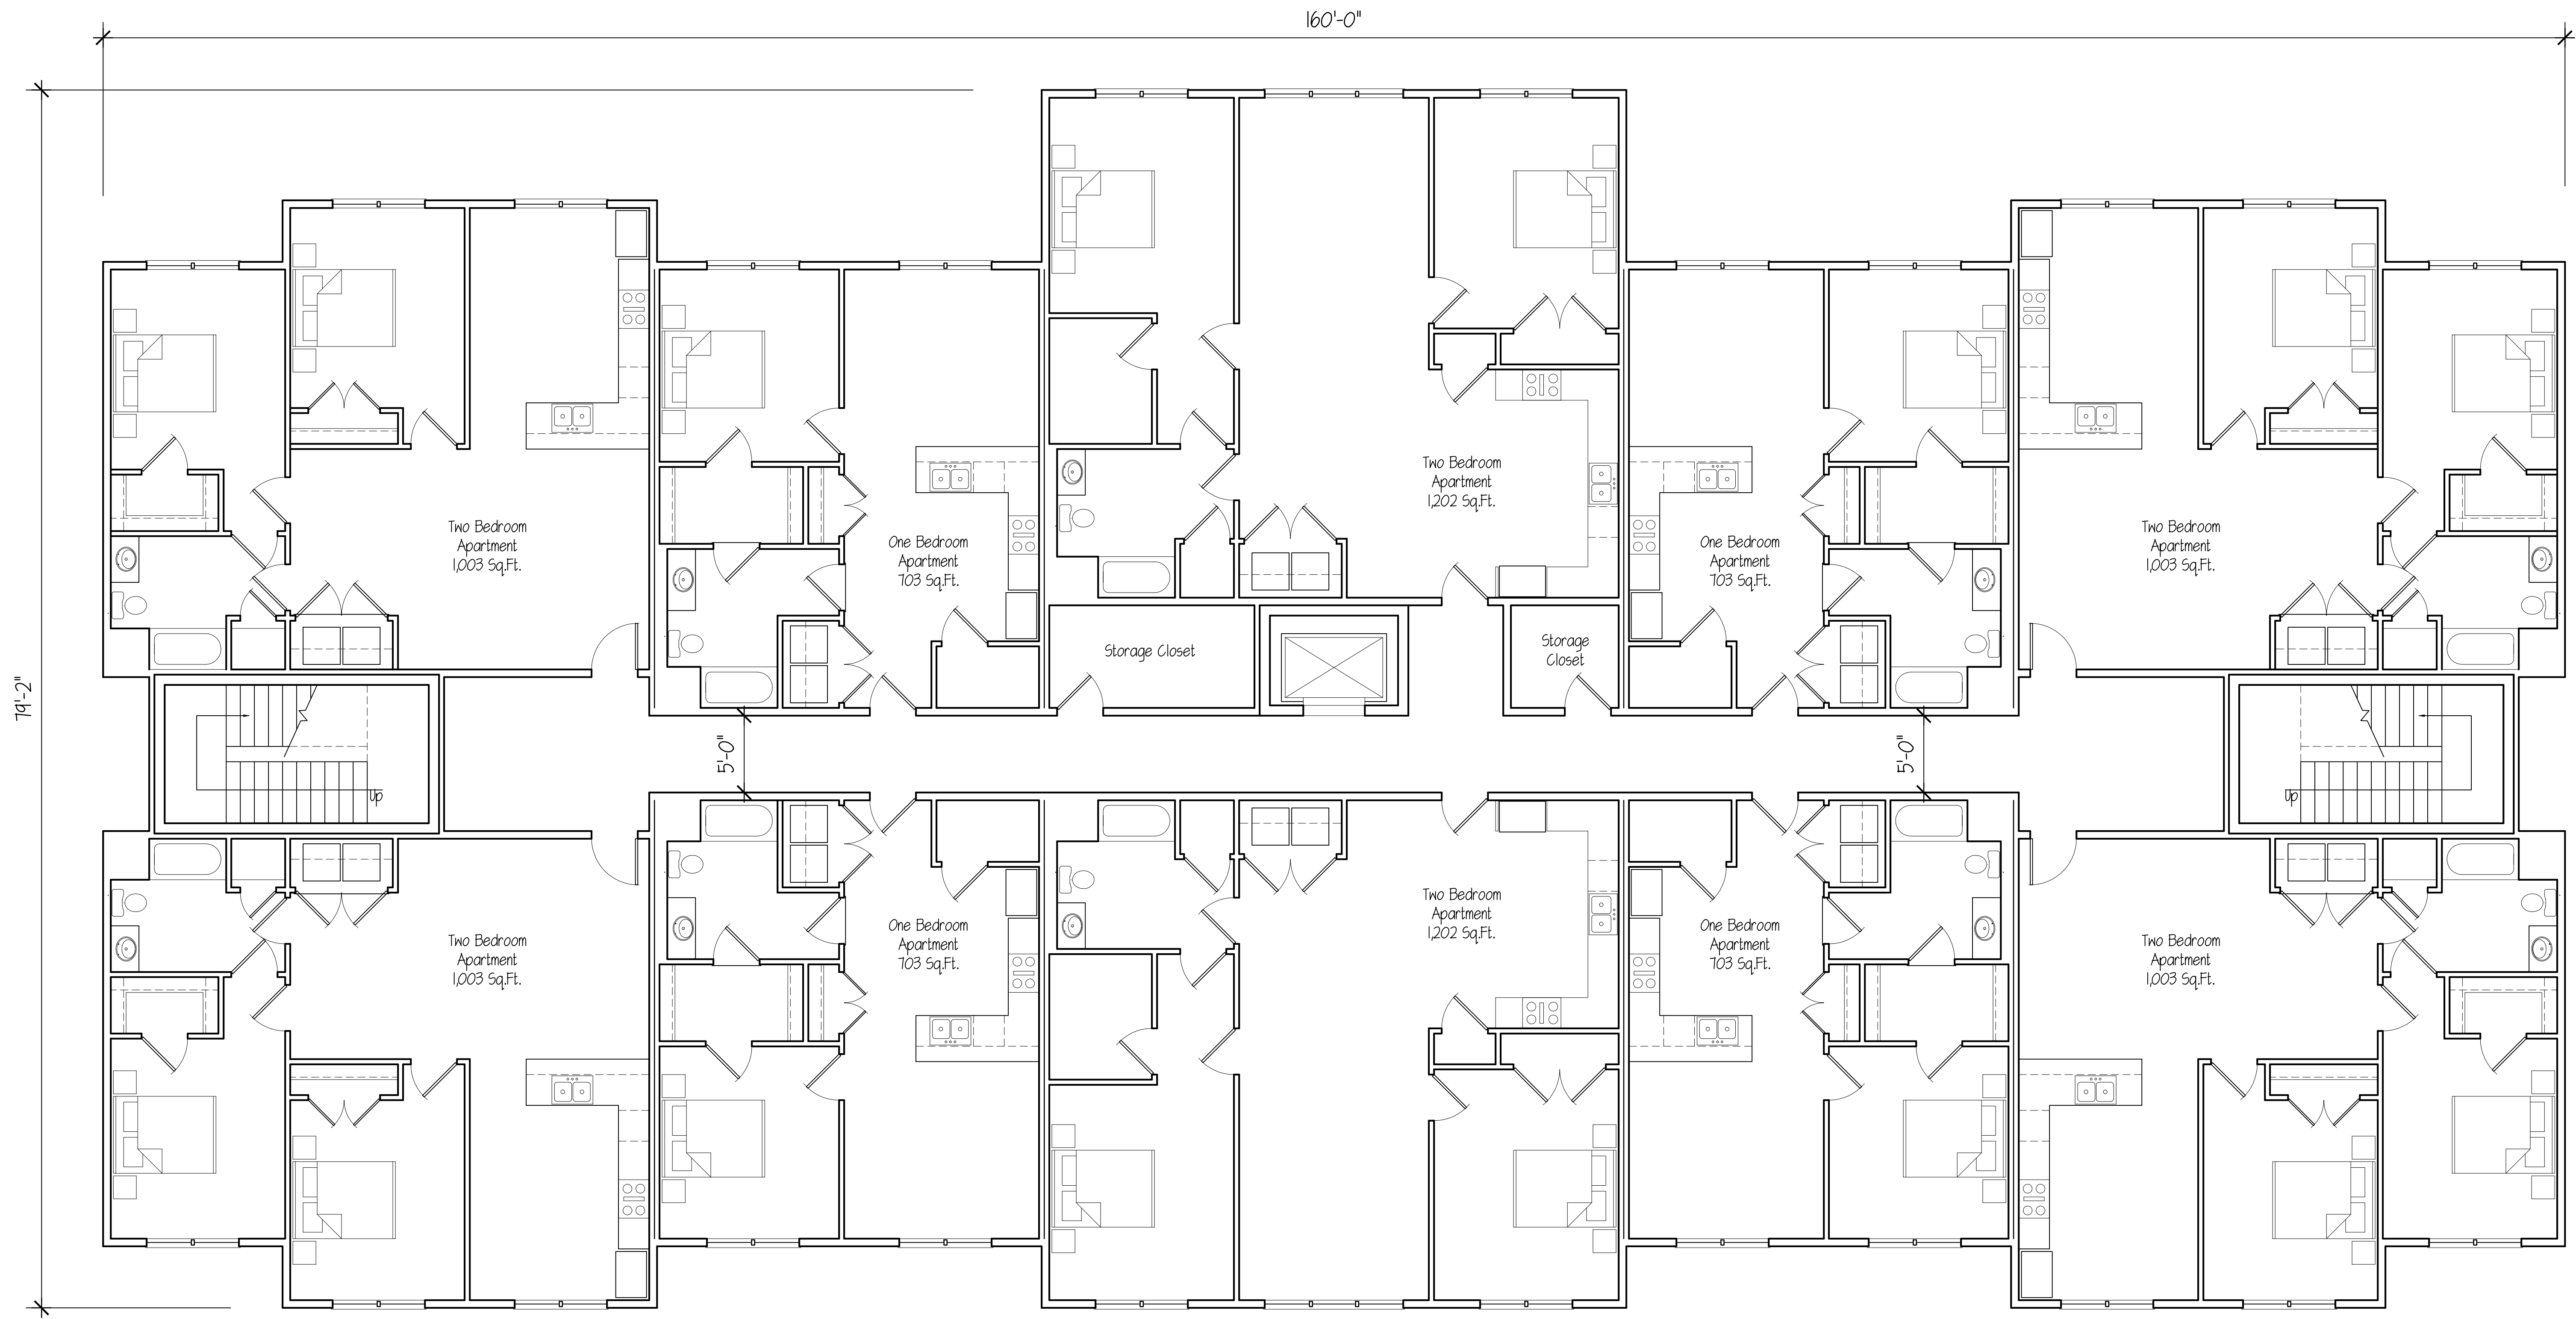 160'-0"
79'-2"
Two Bedroom
Apartment
1,202 Sq.Ft.
Two Bedroom
Apartment
1,003 Sq.Ft.
One Bedroom
Apartment
703 Sq.Ft.
One Bedroom
Apartment
703 Sq.Ft.
Two Bedroom
Apartment
1,003 Sq.Ft.
Storage Closet
Storage
Closet
5'-0"
5'-0"
Up
Up
Two Bedroom
Apartment
1,003 Sq.Ft.
One Bedroom
Apartment
703 Sq.Ft.
Two Bedroom
Apartment
1,202 Sq.Ft.
One Bedroom
Apartment
703 Sq.Ft.
Two Bedroom
Apartment
1,003 Sq.Ft.